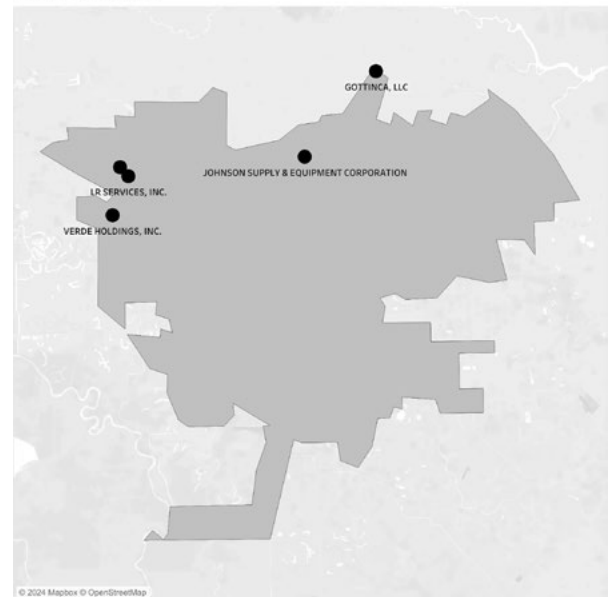 GOTTINCA, LLC
JOHNSON SUPPLY & EQUIPMENT CORPORATION
LR SERVICES, INC.
VERDE HOLDINGS, INC.
© 2024 Mapbox © OpenStreetMap